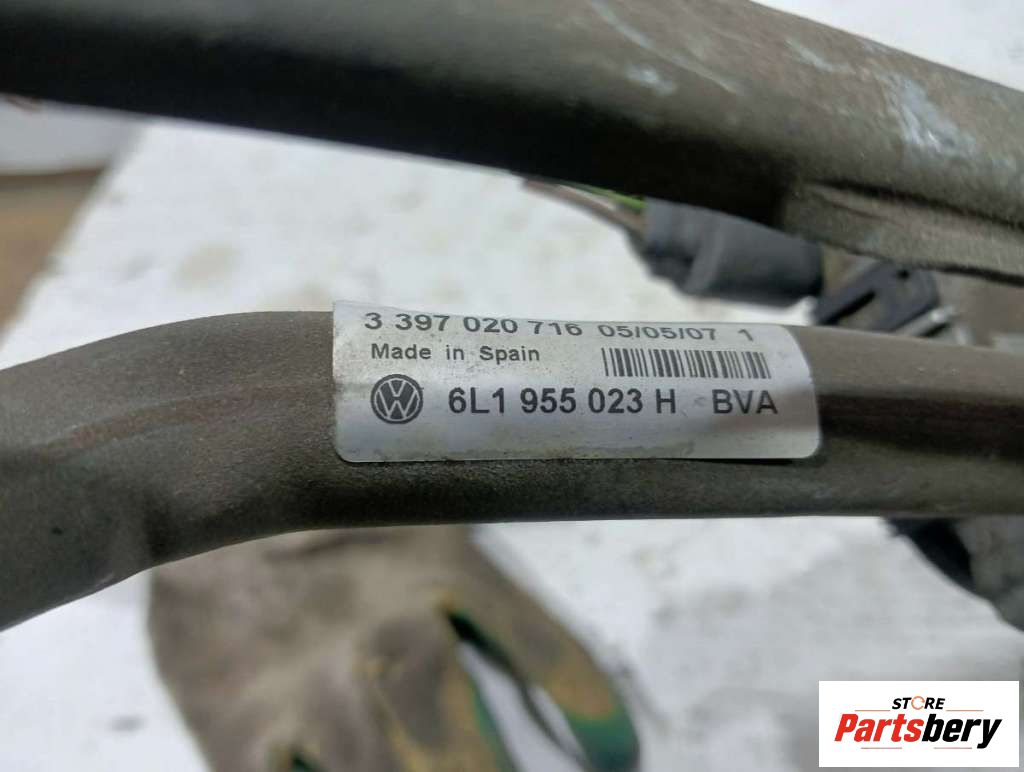 3 397 020 716 05/05/07 1
Made in Spain
6L1 955 023 H BVA
STORE
Partsbery